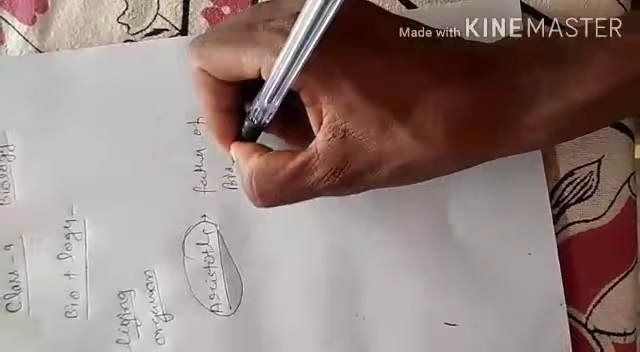 Made with KINEMASTER
Class-9
Biology
Bio + logy
living
organism
Aristotle → father of
Bio